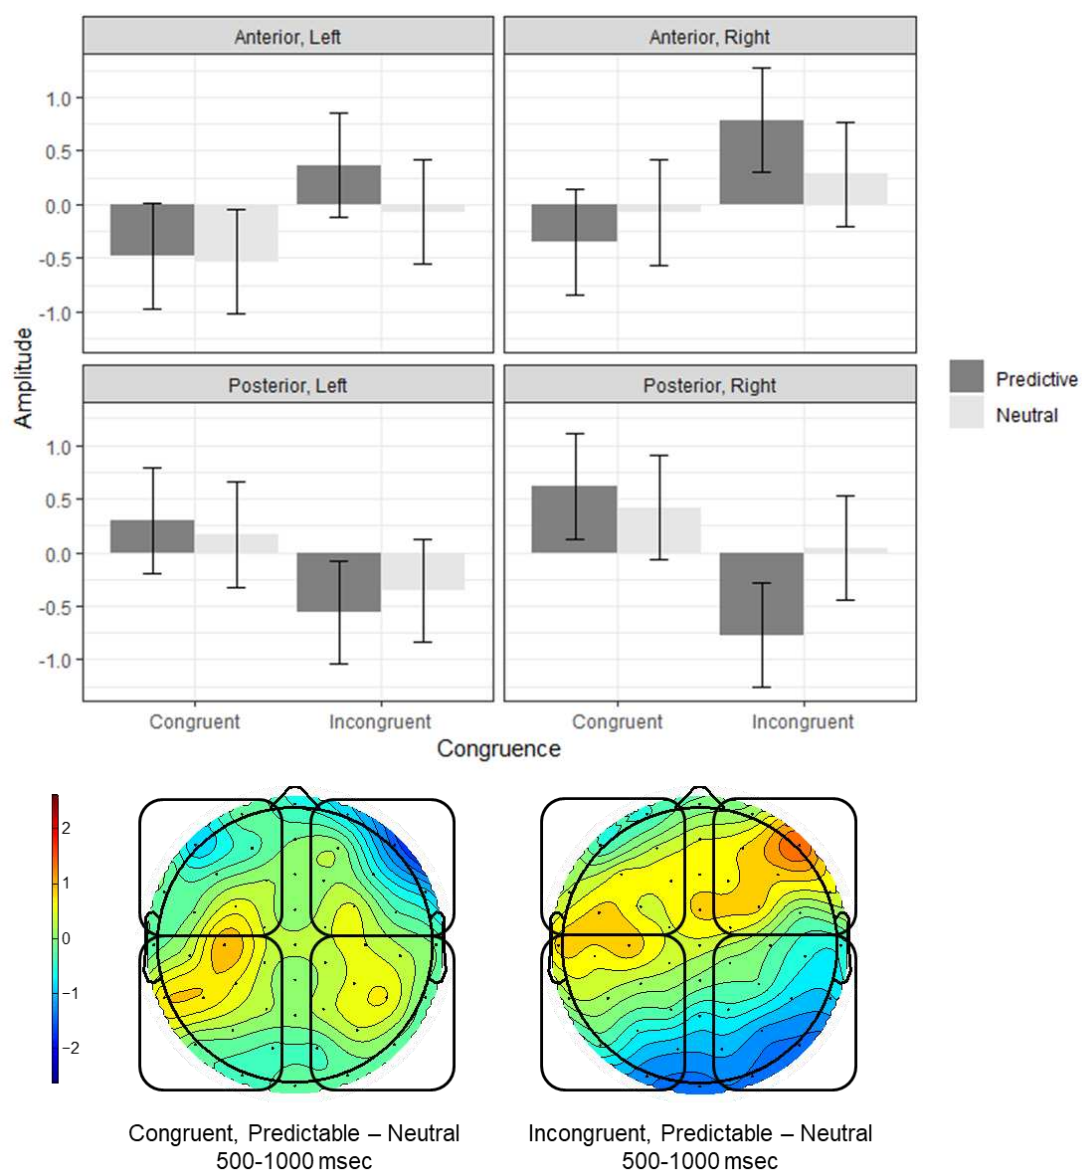 Anterior, Left
Anterior, Right
1.0
0.5
0.0
-0.5
-1.0
Amplitude
Posterior, Left
Posterior, Right
1.0
0.5
0.0
-0.5
-1.0
Predictive
Neutral
Congruent
Incongruent
Congruent
Incongruent
Congruence
2
1
0
−1
−2
Congruent, Predictable – Neutral
500-1000 msec
Incongruent, Predictable – Neutral
500-1000 msec